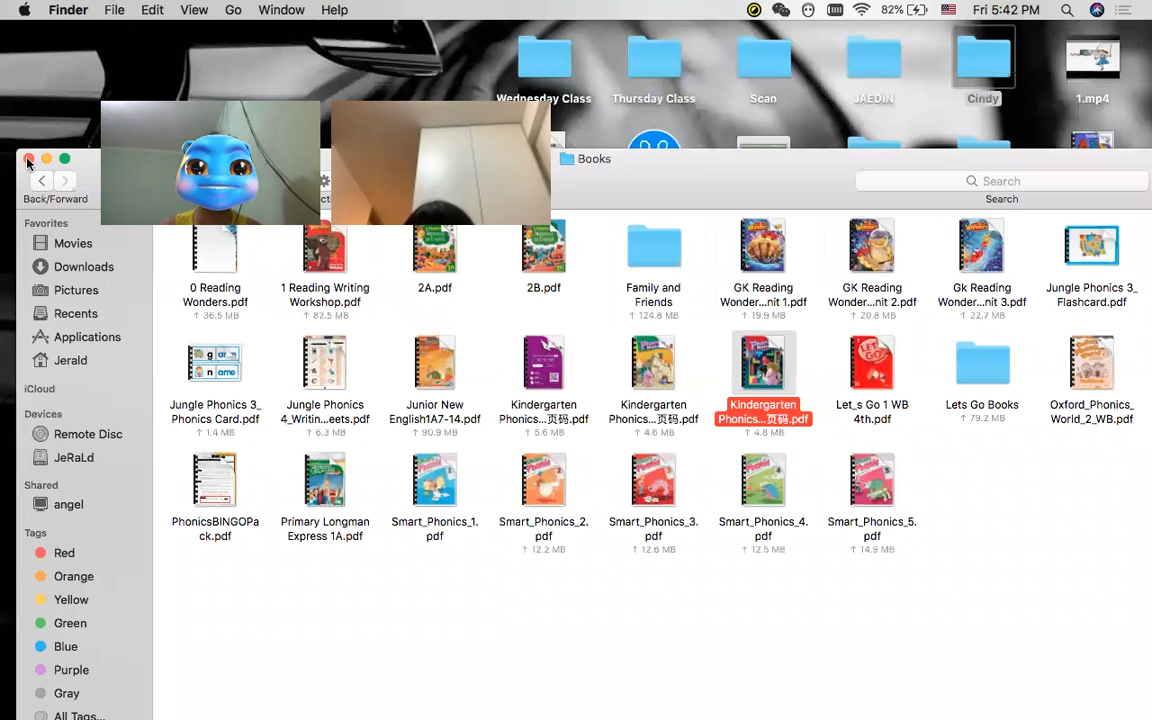 Finder File Edit View Go Window Help 82% Fri 5:42 PM
Wednesday Class Thursday Class Scan JAEDIN Cindy 1.mp4
Books
Search
Back/Forward Search
Favorites
Movies
Downloads
Pictures
Recents
Applications
Jerald
iCloud
Devices
Remote Disc
JeRaLd
Shared
angel
Tags
Red
Orange
Yellow
Green
Blue
Purple
Gray
All Tags...
0 Reading 1 Reading Writing 2A.pdf 2B.pdf Family and GK Reading GK Reading Gk Reading Jungle Phonics 3_
Wonders.pdf Workshop.pdf Friends Wonder...nit 1.pdf Wonder...nit 2.pdf Wonder...nit 3.pdf Flashcard.pdf
↑ 36.5 MB ↑ 82.5 MB ↑ 124.8 MB ↑ 19.9 MB ↑ 20.8 MB ↑ 22.7 MB
Jungle Phonics 3_ Jungle Phonics Junior New Kindergarten Kindergarten Kindergarten Let_s Go 1 WB Lets Go Books Oxford_Phonics_
Phonics Card.pdf 4_Writin...eets.pdf English1A7-14.pdf Phonics...页码.pdf Phonics...页码.pdf Phonics...页码.pdf 4th.pdf World_2_WB.pdf
↑ 1.4 MB ↑ 6.3 MB ↑ 90.9 MB ↑ 5.6 MB ↑ 4.6 MB ↑ 4.8 MB ↑ 79.2 MB
PhonicsBINGOPa Primary Longman Smart_Phonics_1. Smart_Phonics_2. Smart_Phonics_3. Smart_Phonics_4. Smart_Phonics_5.
ck.pdf Express 1A.pdf pdf pdf pdf pdf pdf
↑ 12.2 MB ↑ 12.6 MB ↑ 12.5 MB ↑ 14.9 MB